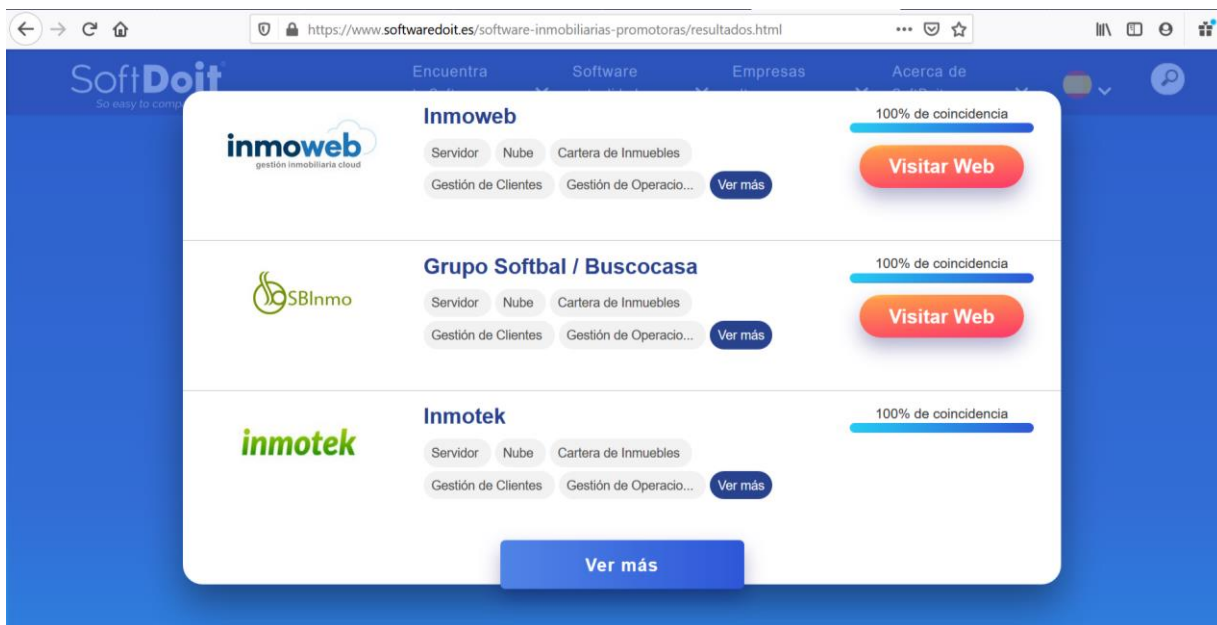 https://www.softwaredoit.es/software-inmobiliarias-promotoras/resultados.html
SoftDoit
So easy to comp
Encuentra
Software
Empresas
Acerca de
inmoweb
gestión inmobiliaria cloud
Inmoweb
Servidor Nube Cartera de Inmuebles
Gestión de Clientes Gestión de Operacio... Ver más
100% de coincidencia
Visitar Web
SBInmo
Grupo Softbal / Buscocasa
Servidor Nube Cartera de Inmuebles
Gestión de Clientes Gestión de Operacio... Ver más
100% de coincidencia
Visitar Web
inmotek
Inmotek
Servidor Nube Cartera de Inmuebles
Gestión de Clientes Gestión de Operacio... Ver más
100% de coincidencia
Ver más